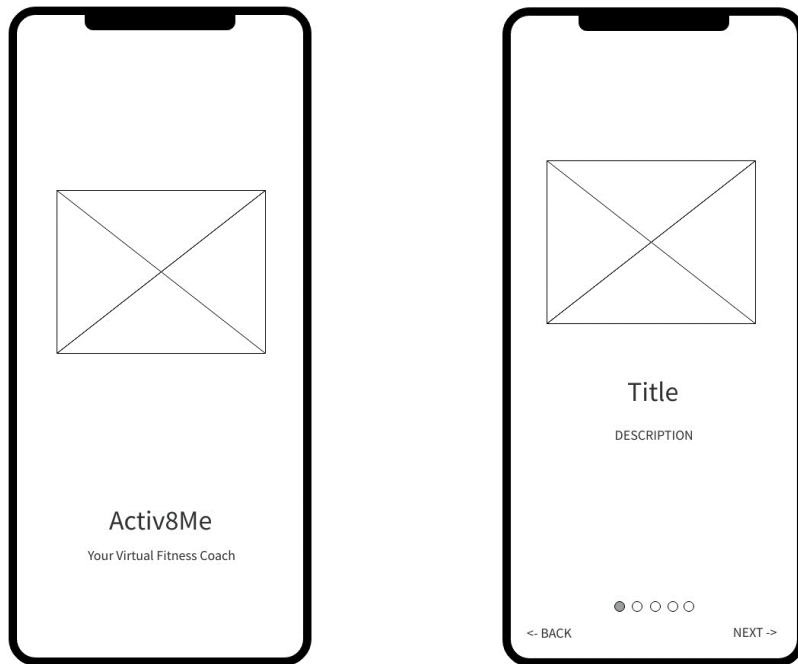 Activ8Me
Your Virtual Fitness Coach
Title
DESCRIPTION
<- BACK
NEXT ->